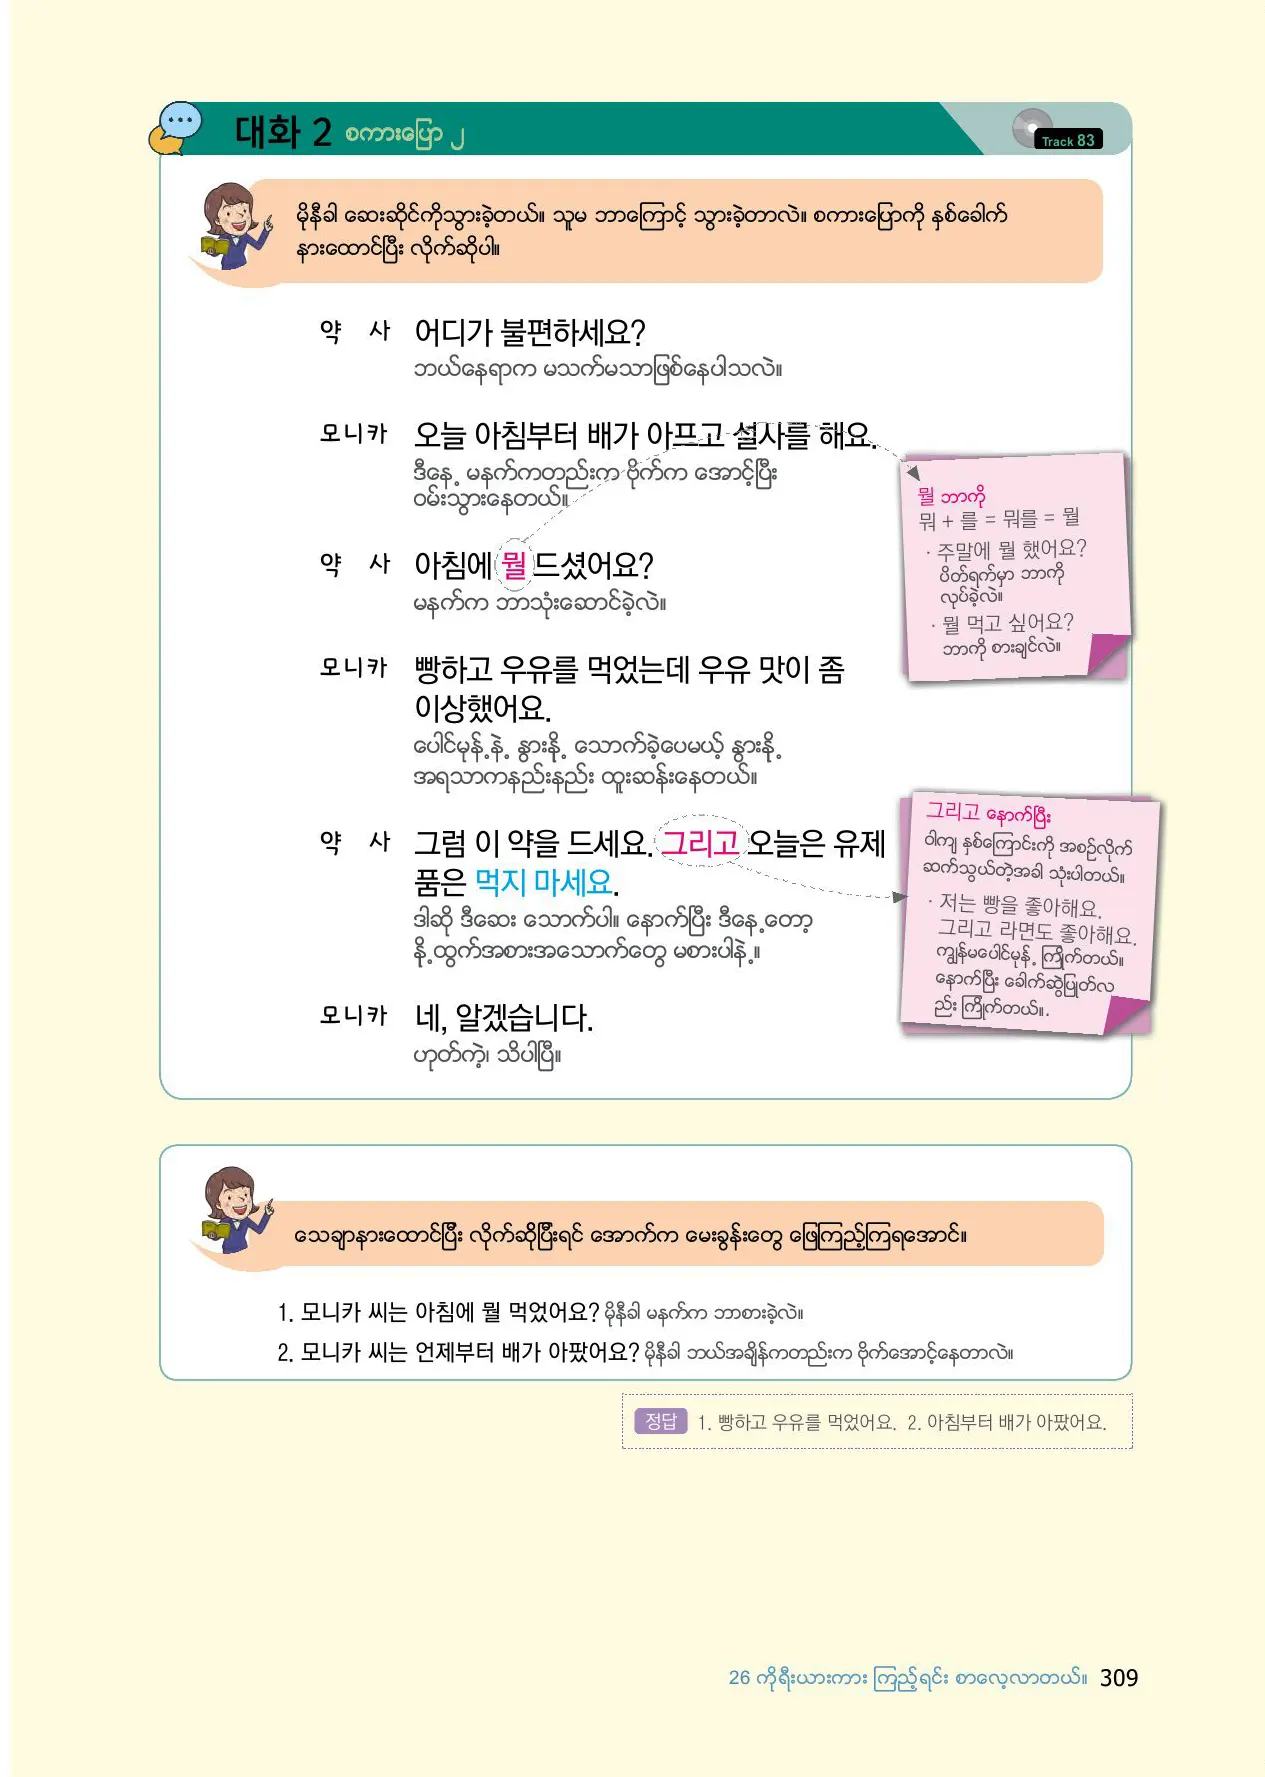 대화 2 စကားပြော ၂
Track 83
မိုနီခါ ဆေးဆိုင်ကိုသွားခဲ့တယ်။ သူမ ဘာကြောင့် သွားခဲ့တာလဲ။ စကားပြောကို နှစ်ခေါက်
နားထောင်ပြီး လိုက်ဆိုပါ။
약 사 어디가 불편하세요?
ဘယ်နေရာက မသက်မသာဖြစ်နေပါသလဲ။
모니카 오늘 아침부터 배가 아프고 설사를 해요.
ဒီနေ့ မနက်ကတည်းက ဗိုက်က အောင့်ပြီး
ဝမ်းသွားနေတယ်။
약 사 아침에 뭘 드셨어요?
မနက်က ဘာသုံးဆောင်ခဲ့လဲ။
모니카 빵하고 우유를 먹었는데 우유 맛이 좀
이상했어요.
ပေါင်မုန့်နဲ့ နွားနို့ သောက်ခဲ့ပေမယ့် နွားနို့
အရသာကနည်းနည်း ထူးဆန်းနေတယ်။
약 사 그럼 이 약을 드세요. 그리고 오늘은 유제
품은 먹지 마세요.
ဒါဆို ဒီဆေး သောက်ပါ။ နောက်ပြီး ဒီနေ့တော့
နို့ထွက်အစားအသောက်တွေ မစားပါနဲ့။
모니카 네, 알겠습니다.
ဟုတ်ကဲ့၊ သိပါပြီ။
뭘 ဘာကို
뭐 + 를 = 뭐를 = 뭘
· 주말에 뭘 했어요?
ပိတ်ရက်မှာ ဘာကို
လုပ်ခဲ့လဲ။
· 뭘 먹고 싶어요?
ဘာကို စားချင်လဲ။
그리고 နောက်ပြီး
ဝါကျ နှစ်ကြောင်းကို အစဉ်လိုက်
ဆက်သွယ်တဲ့အခါ သုံးပါတယ်။
· 저는 빵을 좋아해요.
그리고 라면도 좋아해요.
ကျွန်မပေါင်မုန့် ကြိုက်တယ်။
နောက်ပြီး ခေါက်ဆွဲပြုတ်လ
ည်း ကြိုက်တယ်။.
သေချာနားထောင်ပြီး လိုက်ဆိုပြီးရင် အောက်က မေးခွန်းတွေ ဖြေကြည့်ကြရအောင်။
1. 모니카 씨는 아침에 뭘 먹었어요? မိုနီခါ မနက်က ဘာစားခဲ့လဲ။
2. 모니카 씨는 언제부터 배가 아팠어요? မိုနီခါ ဘယ်အချိန်ကတည်းက ဗိုက်အောင့်နေတာလဲ။
정답 1. 빵하고 우유를 먹었어요. 2. 아침부터 배가 아팠어요.
26 ကိုရီးယားကား ကြည့်ရင်း စာလေ့လာတယ်။ 309